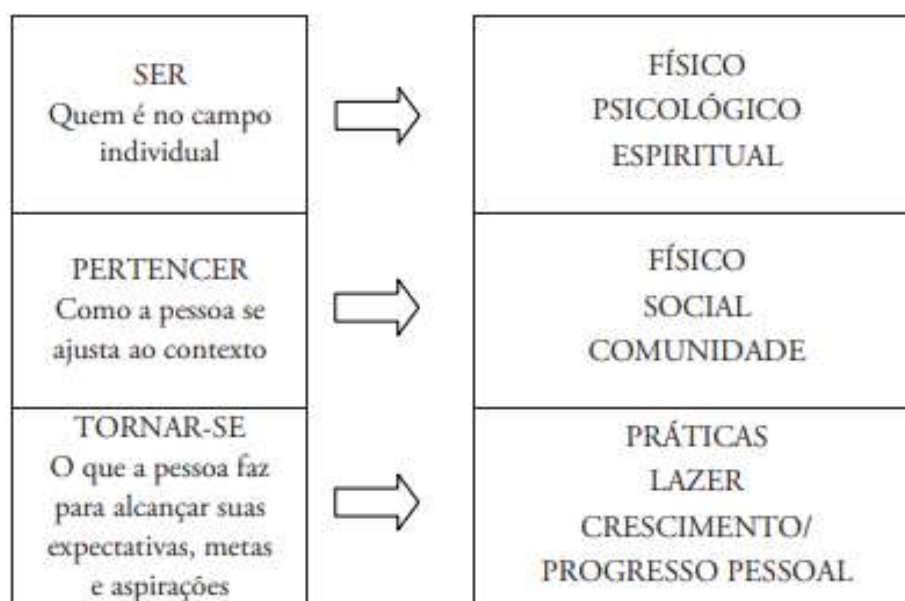 SER
Quem é no campo
individual
FÍSICO
PSICOLÓGICO
ESPIRITUAL
PERTENCER
Como a pessoa se
ajusta ao contexto
FÍSICO
SOCIAL
COMUNIDADE
TORNAR-SE
O que a pessoa faz
para alcançar suas
expectativas, metas
e aspirações
PRÁTICAS
LAZER
CRESCIMENTO/
PROGRESSO PESSOAL